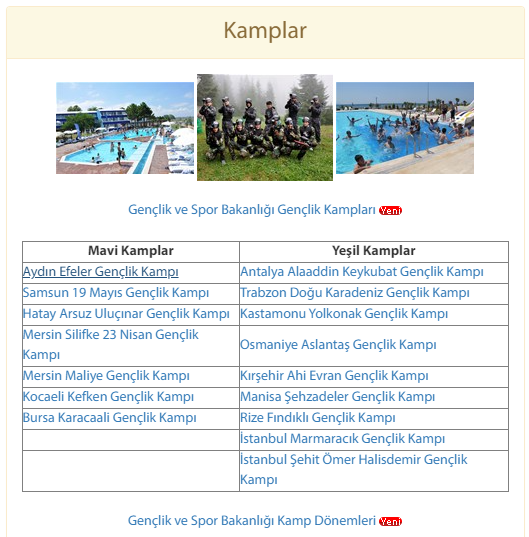 Kamplar
Gençlik ve Spor Bakanlığı Gençlik Kampları Yeni
Mavi Kamplar Yeşil Kamplar
Aydın Efeler Gençlik Kampı Antalya Alaaddin Keykubat Gençlik Kampı
Samsun 19 Mayıs Gençlik Kampı Trabzon Doğu Karadeniz Gençlik Kampı
Hatay Arsuz Uluçınar Gençlik Kampı Kastamonu Yolkonak Gençlik Kampı
Mersin Silifke 23 Nisan Gençlik
Kampı
Osmaniye Aslantaş Gençlik Kampı
Mersin Maliye Gençlik Kampı Kırşehir Ahi Evran Gençlik Kampı
Kocaeli Kefken Gençlik Kampı Manisa Şehzadeler Gençlik Kampı
Bursa Karacaali Gençlik Kampı Rize Fındıklı Gençlik Kampı
İstanbul Marmaracık Gençlik Kampı
İstanbul Şehit Ömer Halisdemir Gençlik
Kampı
Gençlik ve Spor Bakanlığı Kamp Dönemleri Yeni